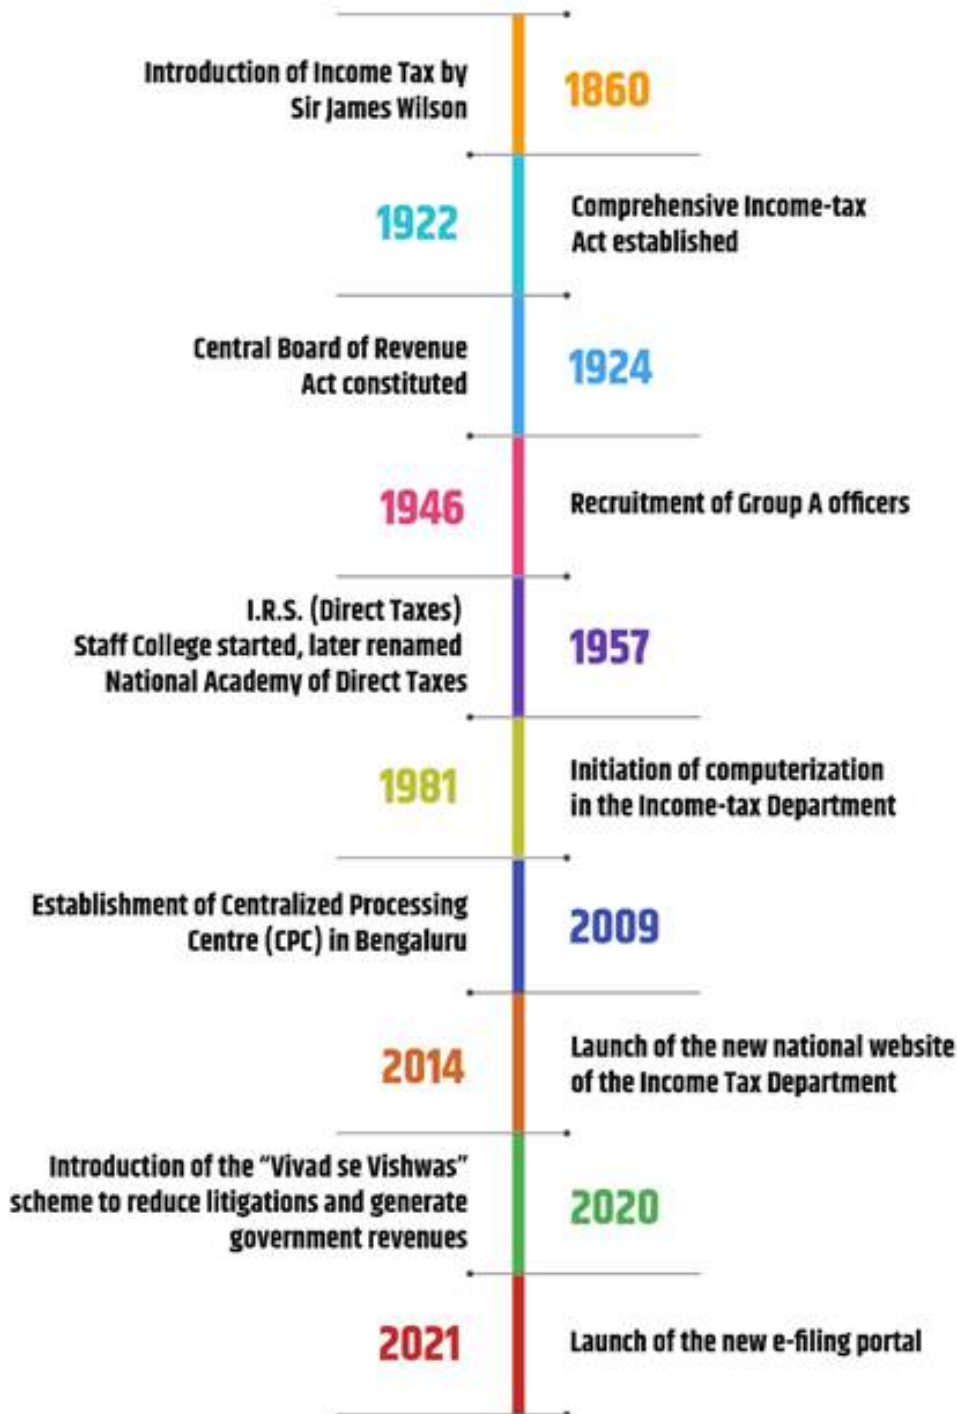 Introduction of Income Tax by
Sir James Wilson
1860
1922
Comprehensive Income-tax
Act established
Central Board of Revenue
Act constituted
1924
1946
Recruitment of Group A officers
I.R.S. (Direct Taxes)
Staff College started, later renamed
National Academy of Direct Taxes
1957
1981
Initiation of computerization
in the Income-tax Department
Establishment of Centralized Processing
Centre (CPC) in Bengaluru
2009
2014
Launch of the new national website
of the Income Tax Department
Introduction of the “Vivad se Vishwas”
scheme to reduce litigations and generate
government revenues
2020
2021
Launch of the new e-filing portal